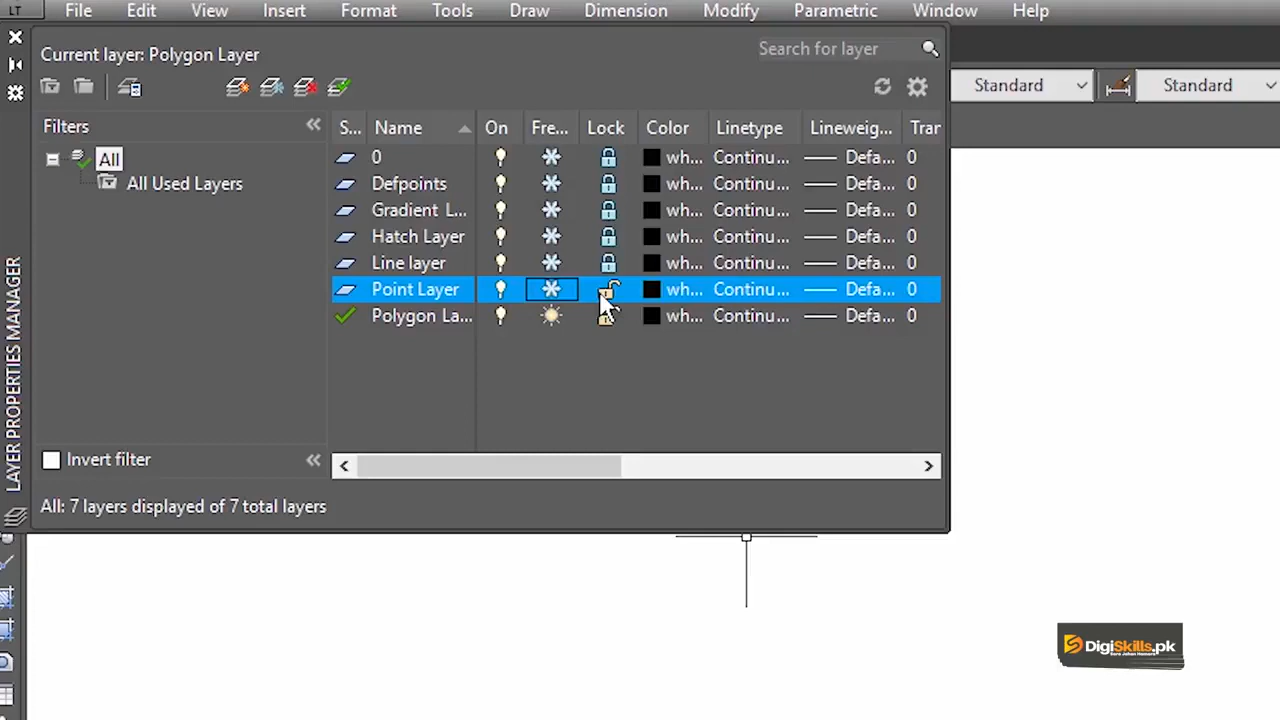 LT File Edit View Insert Format Tools Draw Dimension Modify Parametric Window Help
Current layer: Polygon Layer
Search for layer
Standard Standard
Filters
S... Name On Fre... Lock Color Linetype Lineweig... Tran
All
All Used Layers
0 wh... Continu... Defa... 0
Defpoints wh... Continu... Defa... 0
Gradient L... wh... Continu... Defa... 0
Hatch Layer wh... Continu... Defa... 0
Line layer wh... Continu... Defa... 0
Point Layer wh... Continu... Defa... 0
Polygon La... wh... Continu... Defa... 0
Invert filter
All: 7 layers displayed of 7 total layers
LAYER PROPERTIES MANAGER
DigiSkills.pk